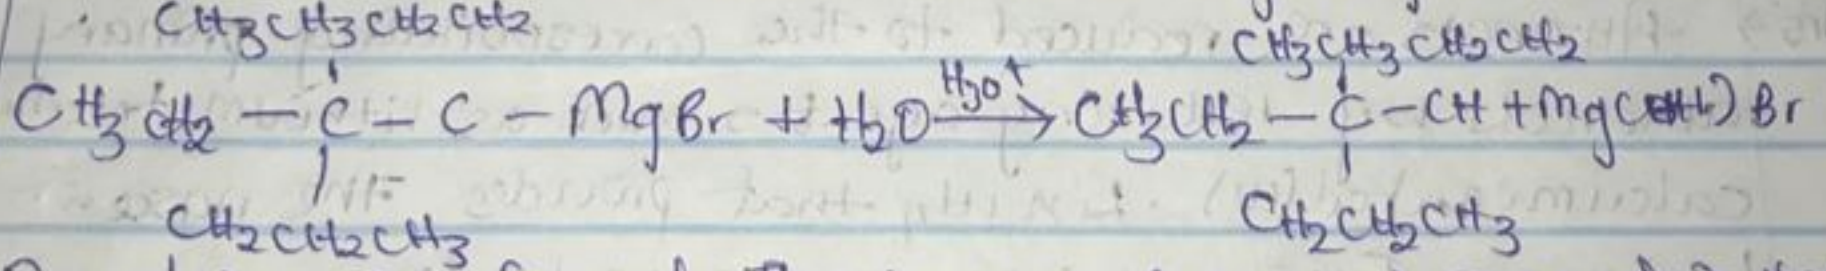 CH3CH3CH2CH2 CH3CH3CH2CH2
CH3CH2 - C - C - MgBr + H2O H3O+ → CH3CH2 - C - CH + Mg(OH)Br
CH2CH2CH3 CH2CH2CH3